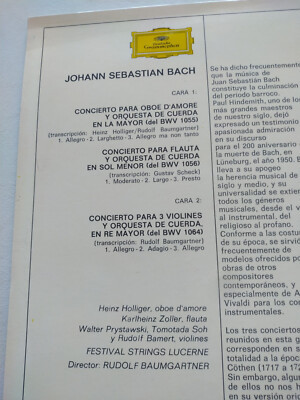 Deutsche
Grammophon
JOHANN SEBASTIAN BACH
CARA 1:
CONCIERTO PARA OBOE D'AMORE
Y ORQUESTA DE CUERDA
EN LA MAYOR (del BWV 1055)
(transcripción: Heinz Holliger/Rudolf Baumgartner)
1. Allegro - 2. Larghetto - 3. Allegro ma non tanto
CONCIERTO PARA FLAUTA
Y ORQUESTA DE CUERDA
EN SOL MENOR (del BWV 1056)
(transcripción: Gustav Scheck)
1. Moderato - 2. Largo - 3. Presto
CARA 2:
CONCIERTO PARA 3 VIOLINES
Y ORQUESTA DE CUERDA,
EN RE MAYOR (del BWV 1064)
(transcripción: Rudolf Baumgartner)
1. Allegro - 2. Adagio - 3. Allegro
Heinz Holliger, oboe d'amore
Karlheinz Zöller, flauta
Walter Prystawski, Tomotada Soh
y Rudolf Bamert, violines
FESTIVAL STRINGS LUCERNE
Director: RUDOLF BAUMGARTNER
Se ha dicho frecuentemente
que la música de
Juan Sebastián Bach
constituye la culminación
del período barroco.
Paul Hindemith, uno de los
más grandes maestros
de nuestro siglo, dejó
expresado un testimonio
apasionada admiración
en su discurso
para el 200 aniversario
la muerte de Bach, en
Lüneburg, el año 1950.
lleva a su apogeo
la herencia musical de
siglo y medio, y su
universalidad se extiende
todos los géneros
musicales, desde el
al instrumental, del
religioso al profano.
Conforme a las costumbres
de su época, se sirvió
frecuentemente de
modelos ofrecidos por
obras de otros
compositores
contemporáneos, y
especialmente de A.
Vivaldi para los
instrumental.
Los tres conciertos
reunidos en esta
corresponden en su
totalidad a la época
Cöthen (1717 a 172
de ellos no nos h